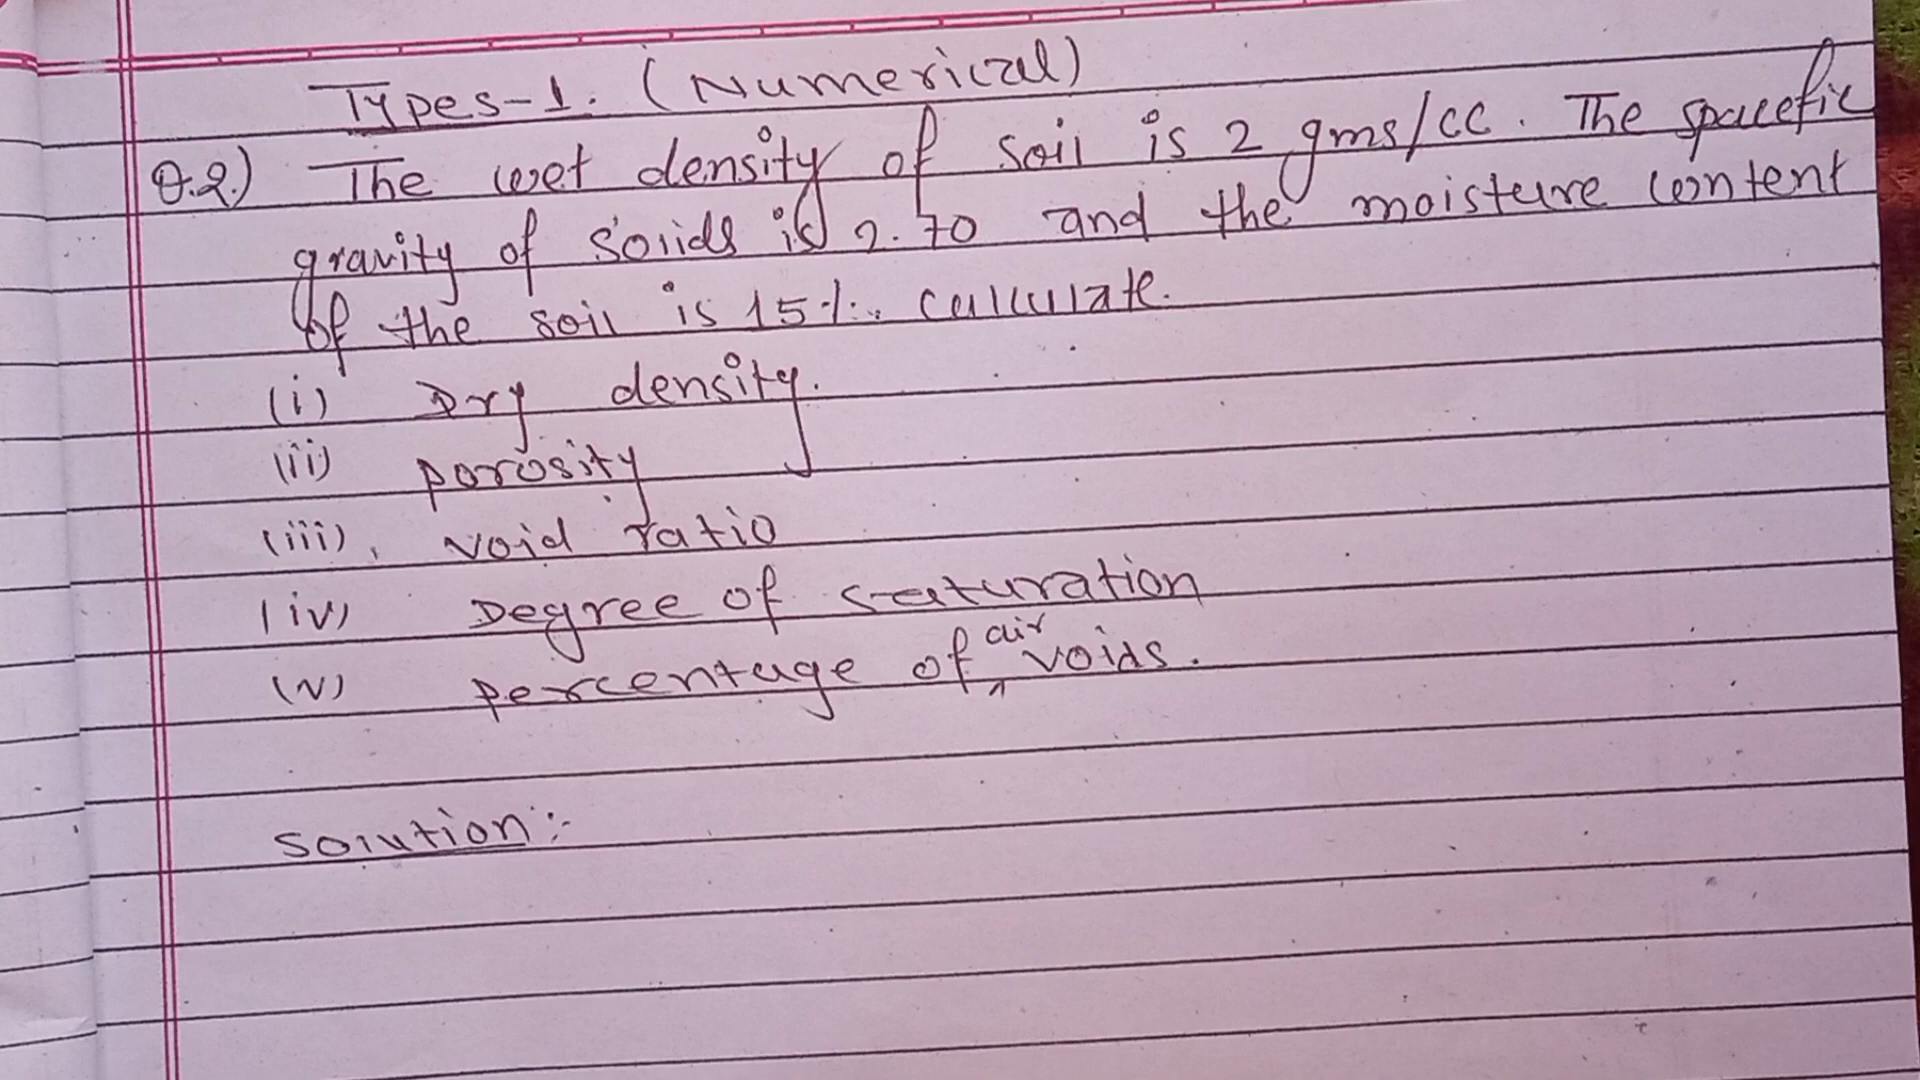 Types-1. (Numerical)
Q.2.) The wet density of soil is 2 gms/cc. The spacefic
gravity of solids is 2.70 and the moisture content
of the soil is 15%. calculate.
(i) Dry density.
(ii) porosity
(iii), void ratio
(iv) Degree of saturation
(v) percentage of air voids.
Solution:-